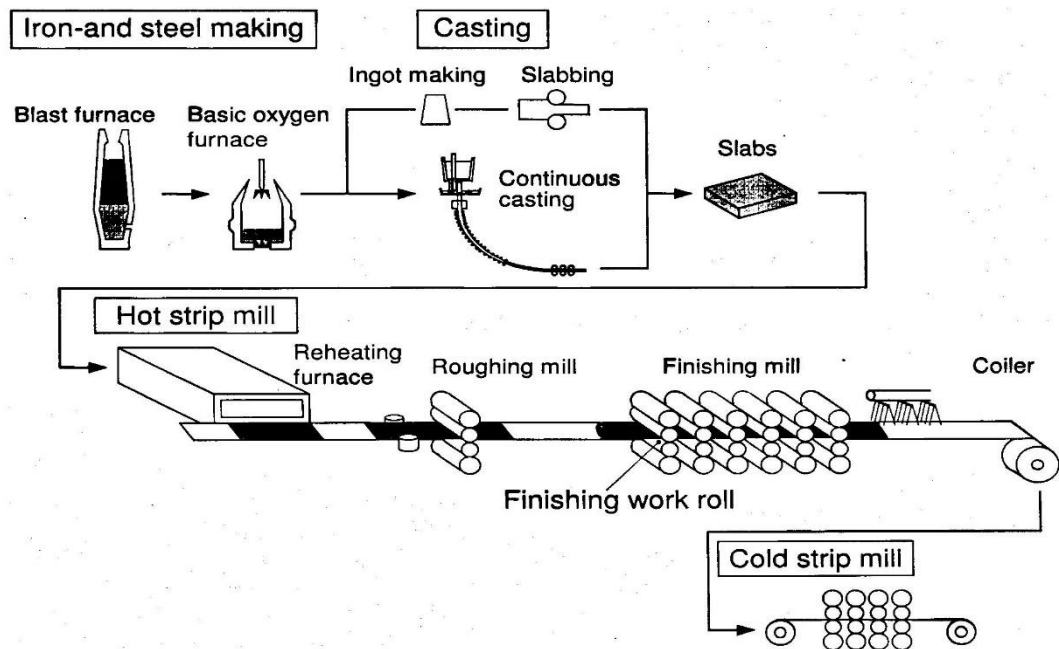 Iron-and steel making
Casting
Ingot making
Slabbing
Blast furnace
Basic oxygen
furnace
Continuous
casting
Slabs
Hot strip mill
Reheating
furnace
Roughing mill
Finishing mill
Coiler
Finishing work roll
Cold strip mill